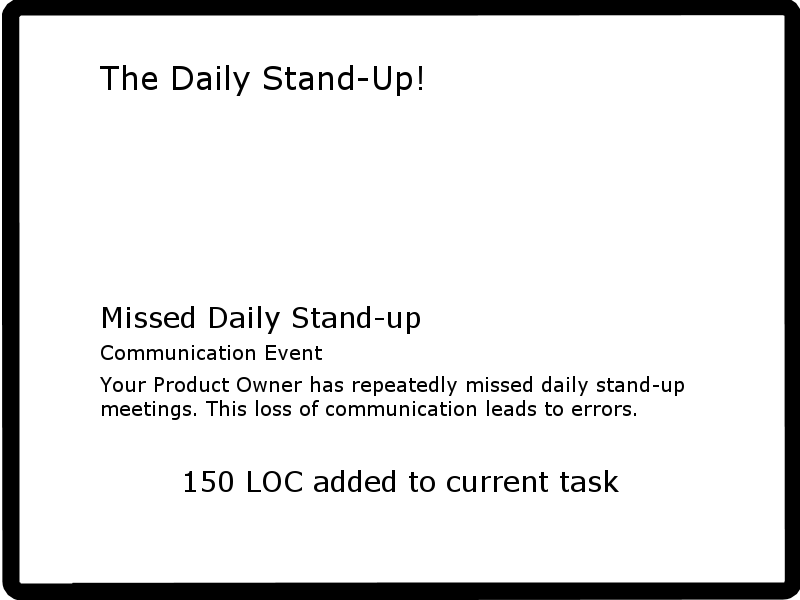 The Daily Stand-Up!
Missed Daily Stand-up
Communication Event
Your Product Owner has repeatedly missed daily stand-up
meetings. This loss of communication leads to errors.
150 LOC added to current task